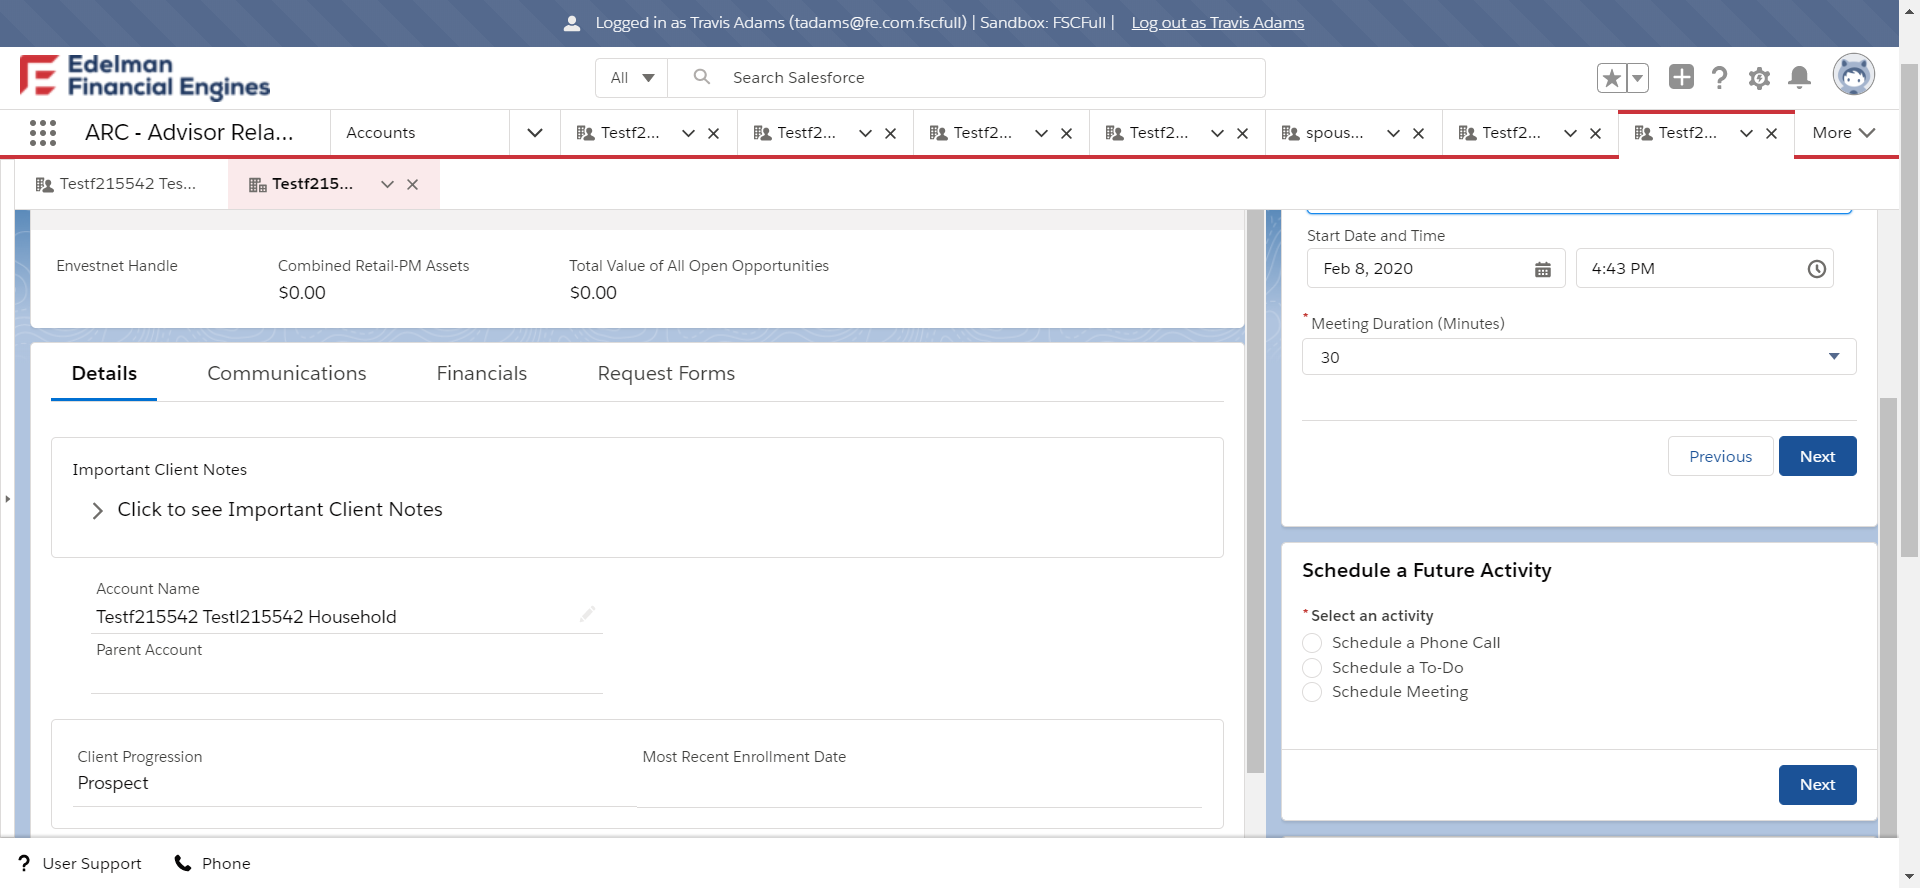 Logged in as Travis Adams (tadams@fe.com.fscfull) | Sandbox: FSCFull | Log out as Travis Adams
Edelman
Financial Engines
All
Search Salesforce
ARC - Advisor Rela...
Accounts
Testf2...
Testf2...
Testf2...
Testf2...
spous...
Testf2...
Testf2...
More
Testf215542 Tes...
Testf215...
Envestnet Handle
Combined Retail-PM Assets
$0.00
Total Value of All Open Opportunities
$0.00
Details
Communications
Financials
Request Forms
Important Client Notes
Click to see Important Client Notes
Account Name
Testf215542 Testl215542 Household
Parent Account
Client Progression
Prospect
Most Recent Enrollment Date
Start Date and Time
Feb 8, 2020
4:43 PM
* Meeting Duration (Minutes)
30
Previous
Next
Schedule a Future Activity
* Select an activity
Schedule a Phone Call
Schedule a To-Do
Schedule Meeting
Next
? User Support
Phone